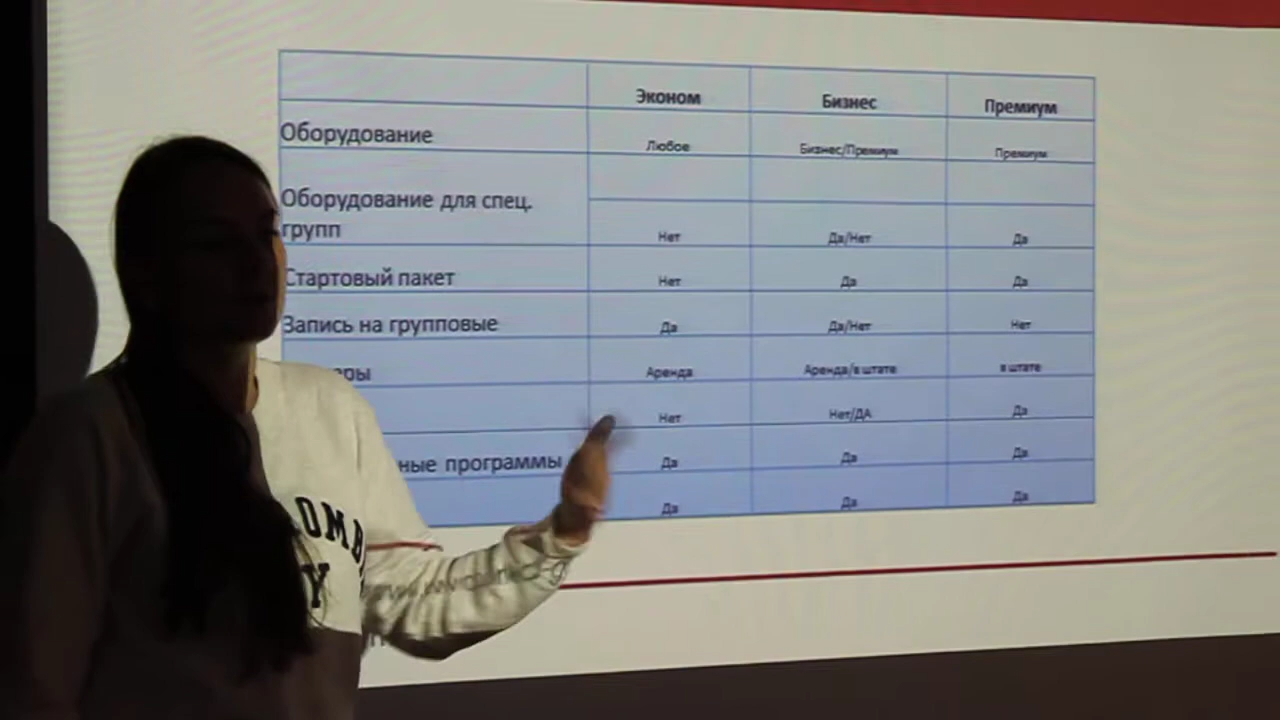 Эконом Бизнес Премиум
Оборудование Любое Бизнес/Премиум Премиум
Оборудование для спец.
групп Нет Да/Нет Да
Стартовый пакет Нет Да Да
Запись на групповые Да Да/Нет Нет
еры Аренда Аренда/в штате в штате
Нет Нет/ДА Да
ные программы Да Да Да
Да Да Да
OMB
Y